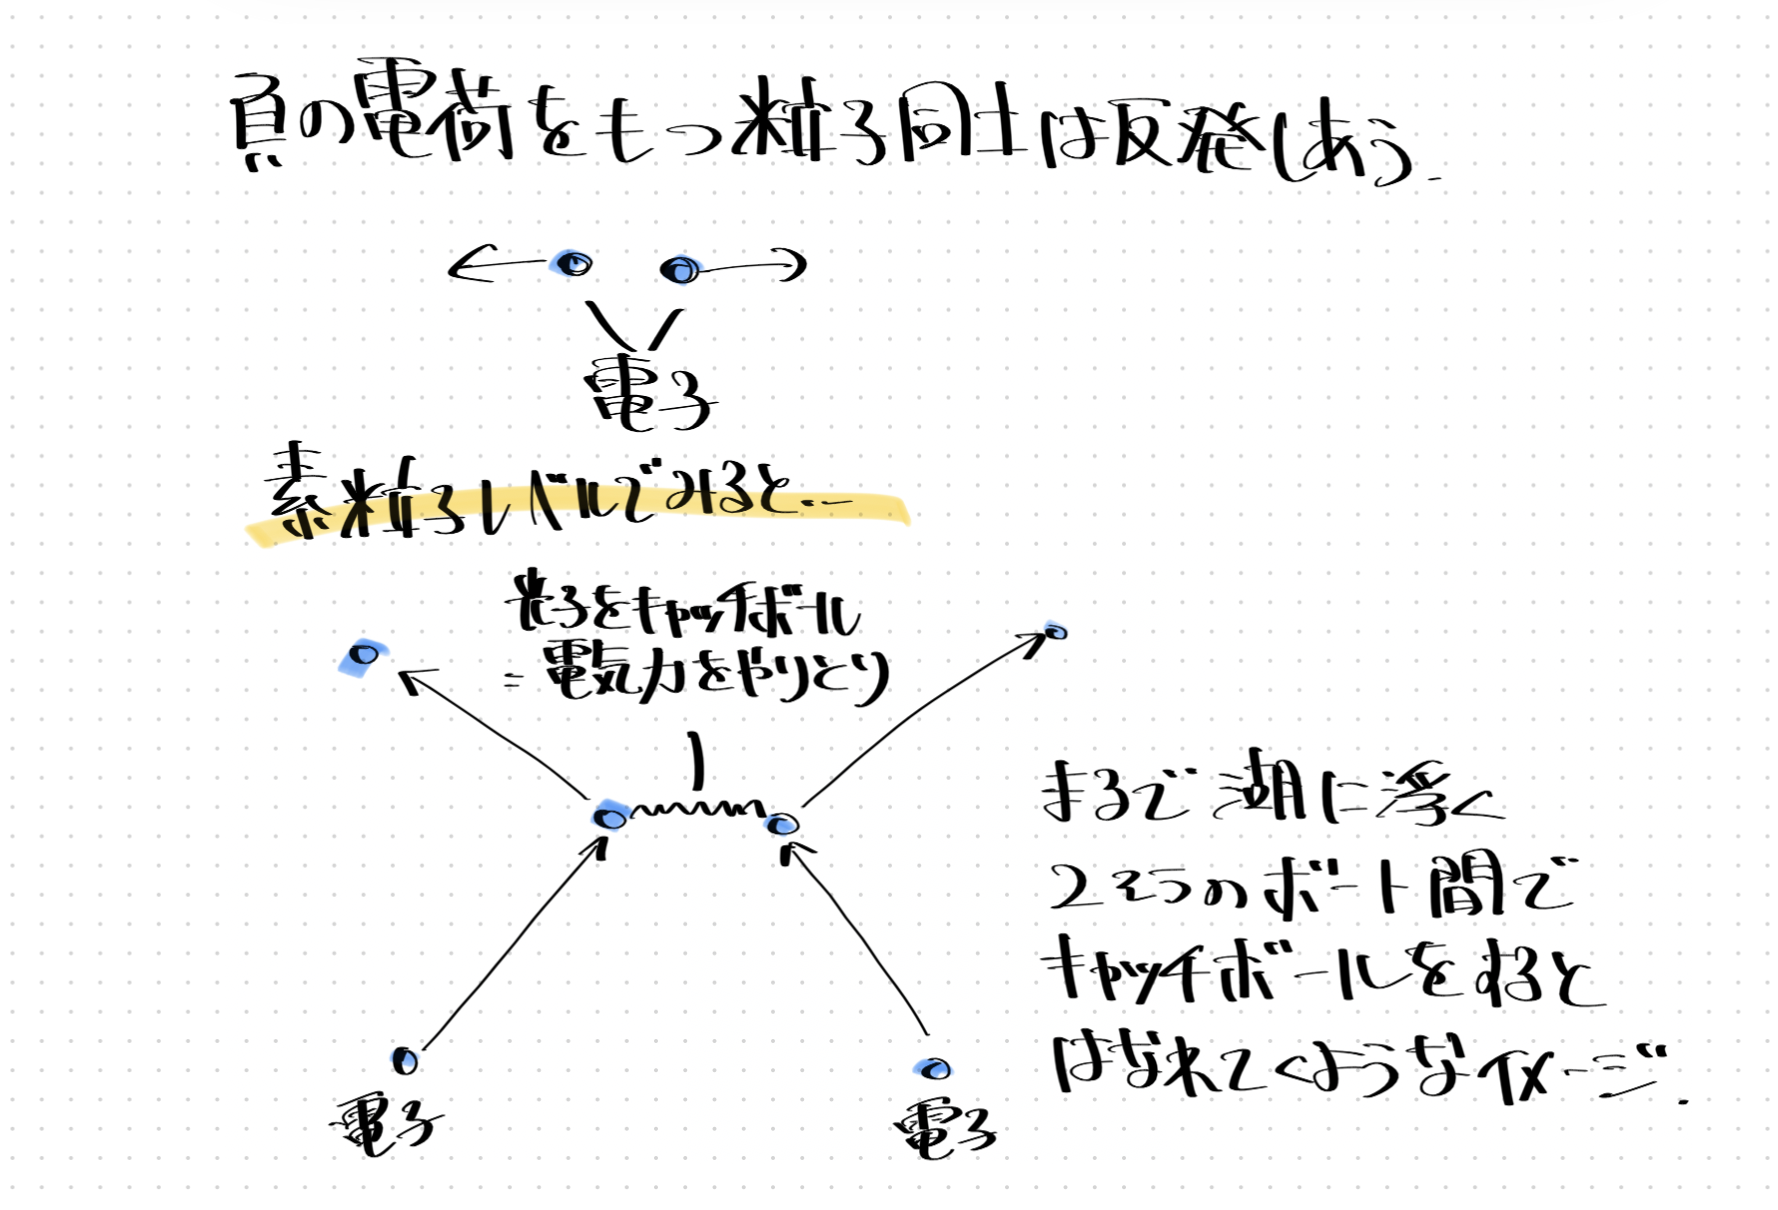 負の電荷をもつ粒子同士は反発しあう.
電子
素粒子レベルでみると…
光子をキャッチボール
= 電気力をやりとり
まるで湖に浮く
2そうのボート間で
キャッチボールをすると
はなれてくようなイメージ.
電子
電子